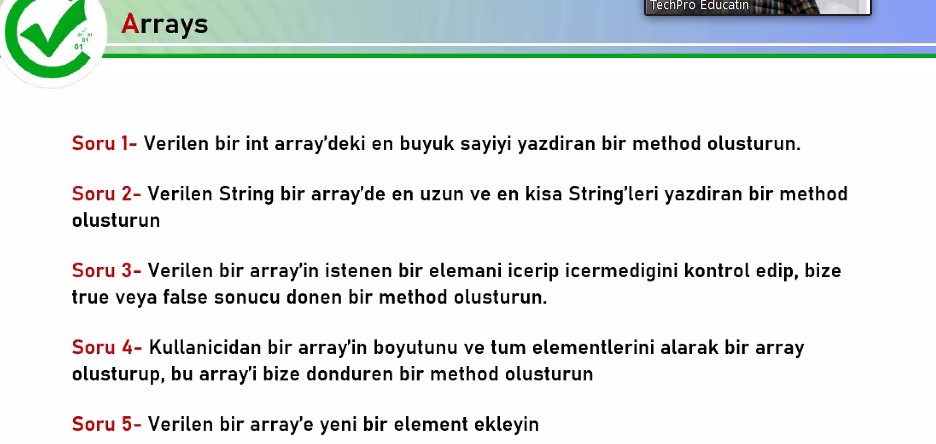 TechPro Educatin
Arrays
Soru 1- Verilen bir int array'deki en buyuk sayiyi yazdiran bir method olusturun.
Soru 2- Verilen String bir array'de en uzun ve en kisa String'leri yazdiran bir method
olusturun
Soru 3- Verilen bir array'in istenen bir elemani icerip icermedigini kontrol edip, bize
true veya false sonucu donen bir method olusturun.
Soru 4- Kullanicidan bir array'in boyutunu ve tum elementlerini alarak bir array
olusturup, bu array'i bize donduren bir method olusturun
Soru 5- Verilen bir array'e yeni bir element ekleyin